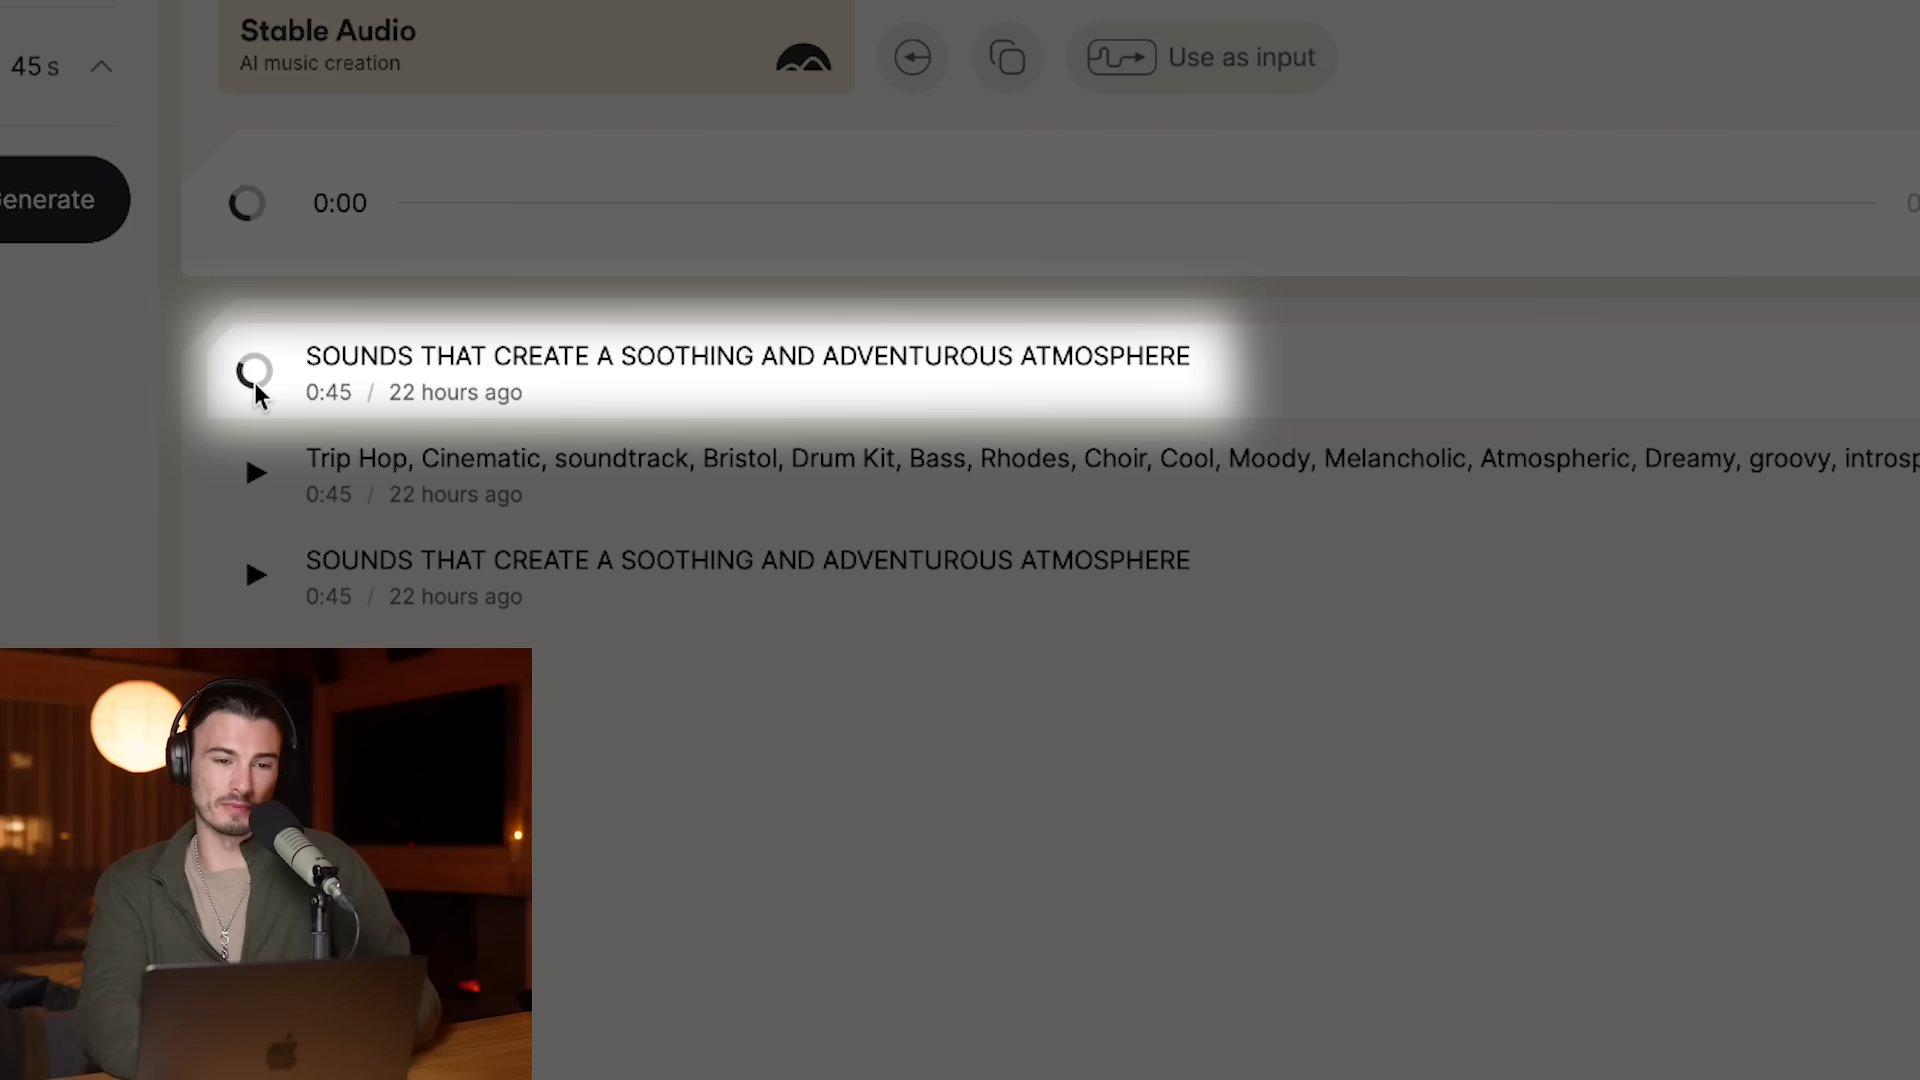 Stable Audio
AI music creation
45 s
Use as input
enerate
0:00
SOUNDS THAT CREATE A SOOTHING AND ADVENTUROUS ATMOSPHERE
0:45 / 22 hours ago
Trip Hop, Cinematic, soundtrack, Bristol, Drum Kit, Bass, Rhodes, Choir, Cool, Moody, Melancholic, Atmospheric, Dreamy, groovy, introsp
0:45 / 22 hours ago
SOUNDS THAT CREATE A SOOTHING AND ADVENTUROUS ATMOSPHERE
0:45 / 22 hours ago